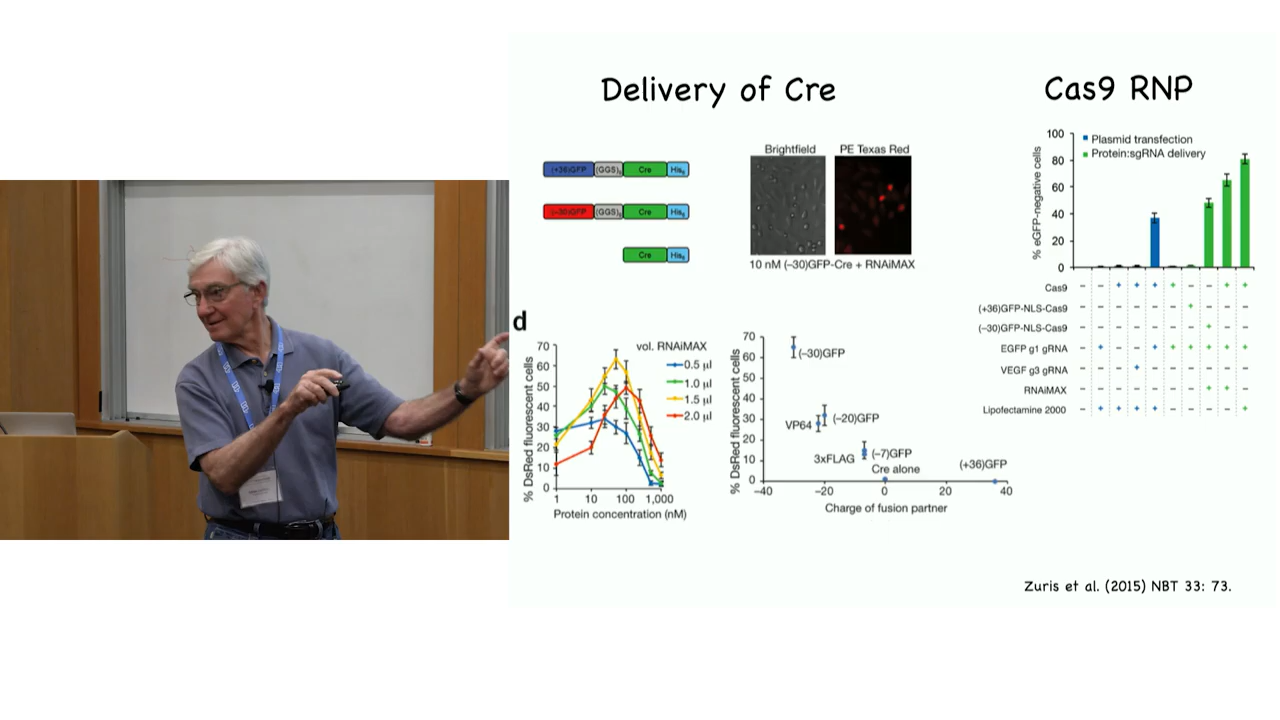 Delivery of Cre
Cas9 RNP
(+36)GFP (GGS)9 Cre His6
(–30)GFP (GGS)9 Cre His6
Cre His6
Brightfield PE Texas Red
10 nM (–30)GFP-Cre + RNAiMAX
d
% DsRed fluorescent cells
70
60
50
40
30
20
10
0
1 10 100 1,000
Protein concentration (nM)
vol. RNAiMAX
0.5 µl
1.0 µl
1.5 µl
2.0 µl
% DsRed fluorescent cells
70
60
50
40
30
20
10
0
–40 –20 0 20 40
Charge of fusion partner
(–30)GFP
VP64 (–20)GFP
3xFLAG (–7)GFP
Cre alone
(+36)GFP
% eGFP-negative cells
100
80
60
40
20
0
Plasmid transfection
Protein:sgRNA delivery
Cas9 – – + + + + – – + +
(+36)GFP-NLS-Cas9 – – – – – – + – – –
(–30)GFP-NLS-Cas9 – – – – – – – + – –
EGFP g1 gRNA – + – – + + + + + +
VEGF g3 gRNA – – – + – – – – – –
RNAiMAX – – – – – – – + + –
Lipofectamine 2000 – + + + + – – – – +
Zuris et al. (2015) NBT 33: 73.